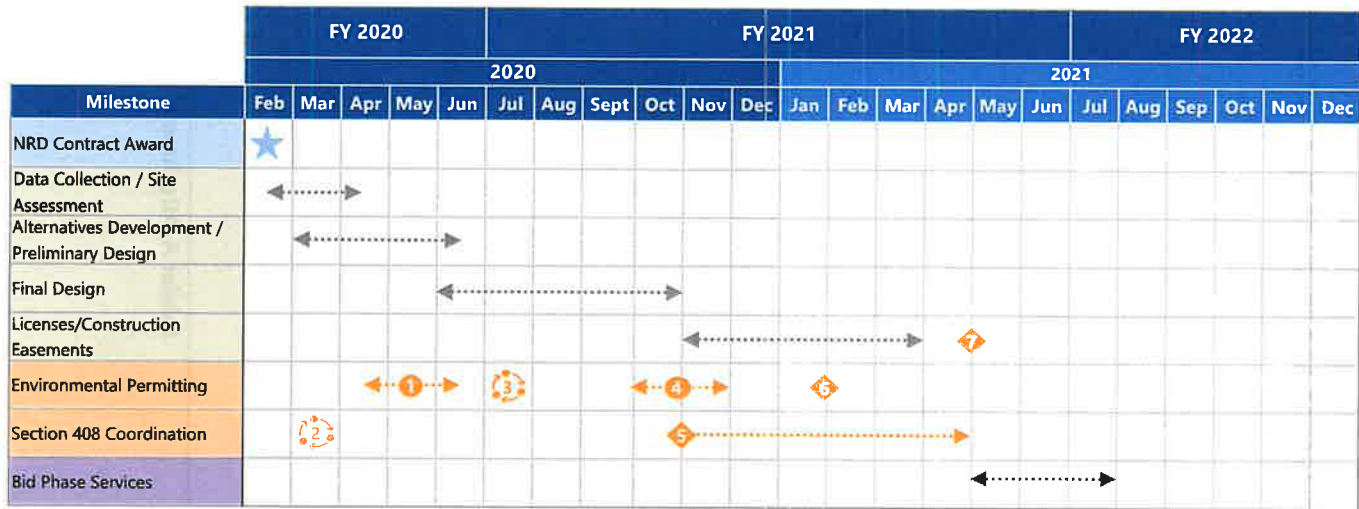 FY 2020 FY 2021 FY 2022
2020 2021
Milestone Feb Mar Apr May Jun Jul Aug Sept Oct Nov Dec Jan Feb Mar Apr May Jun Jul Aug Sep Oct Nov Dec
NRD Contract Award
Data Collection / Site
Assessment
Alternatives Development /
Preliminary Design
Final Design
Licenses/Construction
Easements
7
Environmental Permitting 1 3 4 6
Section 408 Coordination 2 5
Bid Phase Services